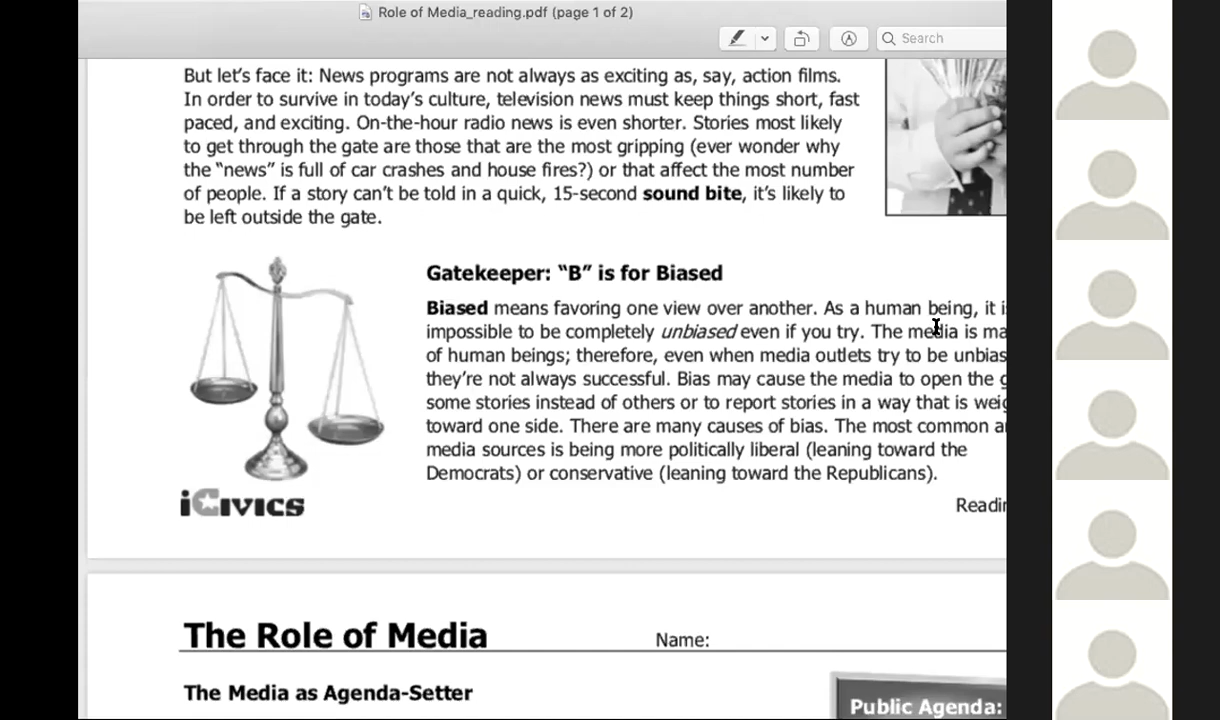 Role of Media_reading.pdf (page 1 of 2)
Search
But let's face it: News programs are not always as exciting as, say, action films.
In order to survive in today's culture, television news must keep things short, fast
paced, and exciting. On-the-hour radio news is even shorter. Stories most likely
to get through the gate are those that are the most gripping (ever wonder why
the "news" is full of car crashes and house fires?) or that affect the most number
of people. If a story can't be told in a quick, 15-second sound bite, it's likely to
be left outside the gate.
Gatekeeper: "B" is for Biased
Biased means favoring one view over another. As a human being, it
impossible to be completely unbiased even if you try. The media is
of human beings; therefore, even when media outlets try to be
they're not always successful. Bias may cause the media to open the
some stories instead of others or to report stories in a way that is
toward one side. There are many causes of bias. The most common
media sources is being more politically liberal (leaning toward the
Democrats) or conservative (leaning toward the Republicans).
iCivics
The Role of Media
Name:
The Media as Agenda-Setter
Public Agenda: